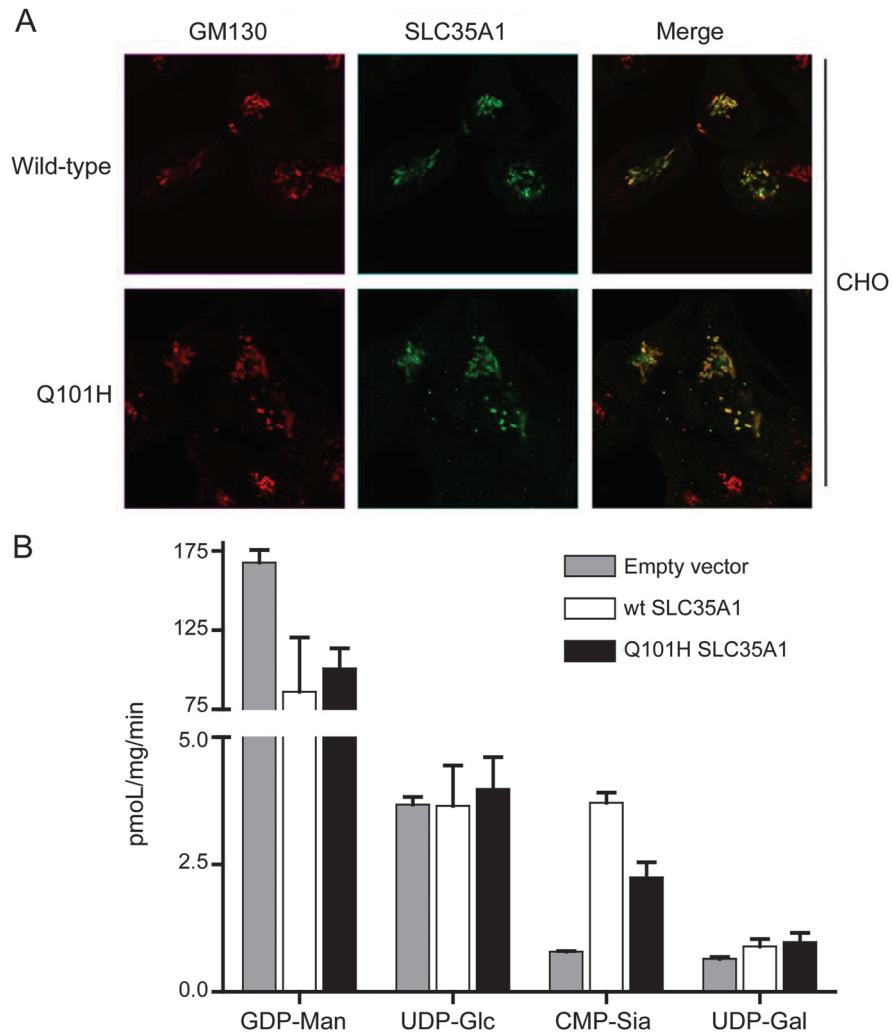 A
GM130 SLC35A1 Merge
Wild-type
CHO
Q101H
B
175
125
75
5.0
2.5
0.0
pmoL/mg/min
Empty vector
wt SLC35A1
Q101H SLC35A1
GDP-Man UDP-Glc CMP-Sia UDP-Gal